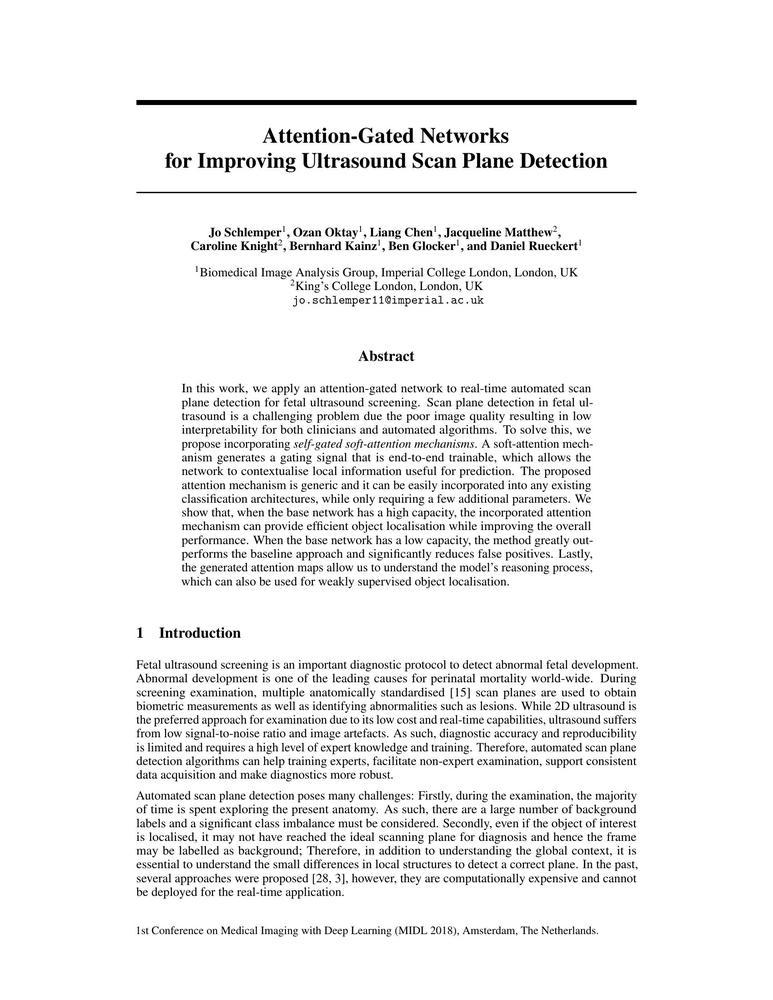 Attention-Gated Networks
for Improving Ultrasound Scan Plane Detection
Jo Schlemper1, Ozan Oktay1, Liang Chen1, Jacqueline Matthew2,
Caroline Knight2, Bernhard Kainz1, Ben Glocker1, and Daniel Rueckert1
1Biomedical Image Analysis Group, Imperial College London, London, UK
2King's College London, London, UK
jo.schlemper11@imperial.ac.uk
Abstract
In this work, we apply an attention-gated network to real-time automated scan
plane detection for fetal ultrasound screening. Scan plane detection in fetal ul-
trasound is a challenging problem due the poor image quality resulting in low
interpretability for both clinicians and automated algorithms. To solve this, we
propose incorporating self-gated soft-attention mechanisms. A soft-attention mech-
anism generates a gating signal that is end-to-end trainable, which allows the
network to contextualise local information useful for prediction. The proposed
attention mechanism is generic and it can be easily incorporated into any existing
classification architectures, while only requiring a few additional parameters. We
show that, when the base network has a high capacity, the incorporated attention
mechanism can provide efficient object localisation while improving the overall
performance. When the base network has a low capacity, the method greatly out-
performs the baseline approach and significantly reduces false positives. Lastly,
the generated attention maps allow us to understand the model's reasoning process,
which can also be used for weakly supervised object localisation.
1 Introduction
Fetal ultrasound screening is an important diagnostic protocol to detect abnormal fetal development.
Abnormal development is one of the leading causes for perinatal mortality world-wide. During
screening examination, multiple anatomically standardised [15] scan planes are used to obtain
biometric measurements as well as identifying abnormalities such as lesions. While 2D ultrasound is
the preferred approach for examination due to its low cost and real-time capabilities, ultrasound suffers
from low signal-to-noise ratio and image artefacts. As such, diagnostic accuracy and reproducibility
is limited and requires a high level of expert knowledge and training. Therefore, automated scan plane
detection algorithms can help training experts, facilitate non-expert examination, support consistent
data acquisition and make diagnostics more robust.
Automated scan plane detection poses many challenges: Firstly, during the examination, the majority
of time is spent exploring the present anatomy. As such, there are a large number of background
labels and a significant class imbalance must be considered. Secondly, even if the object of interest
is localised, it may not have reached the ideal scanning plane for diagnosis and hence the frame
may be labelled as background; Therefore, in addition to understanding the global context, it is
essential to understand the small differences in local structures to detect a correct plane. In the past,
several approaches were proposed [28, 3], however, they are computationally expensive and cannot
be deployed for the real-time application.
1st Conference on Medical Imaging with Deep Learning (MIDL 2018), Amsterdam, The Netherlands.